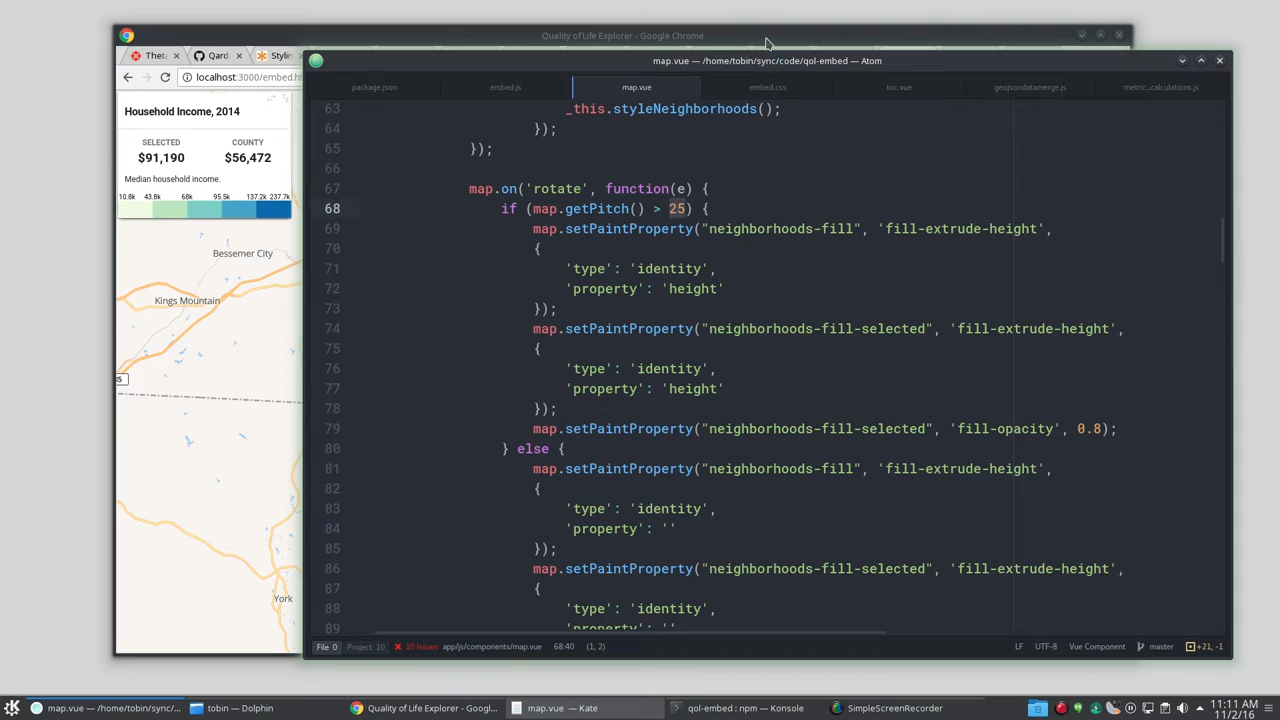 Quality of Life Explorer - Google Chrome
Thet
Qard
Stylin
localhost:3000/embed.h
Household Income, 2014
SELECTED COUNTY
$91,190 $56,472
Median household income.
10.8k 43.8k 68k 95.5k 137.2k 237.7k
Bessemer City
Kings Mountain
York
map.vue — /home/tobin/sync/code/qol-embed — Atom
package.json embed.js map.vue embed.css toc.vue geojsondatamerge.js metric_calculations.js
63 _this.styleNeighborhoods();
64 });
65 });
66
67 map.on('rotate', function(e) {
68 if (map.getPitch() > 25) {
69 map.setPaintProperty("neighborhoods-fill", 'fill-extrude-height',
70 {
71 'type': 'identity',
72 'property': 'height'
73 });
74 map.setPaintProperty("neighborhoods-fill-selected", 'fill-extrude-height',
75 {
76 'type': 'identity',
77 'property': 'height'
78 });
79 map.setPaintProperty("neighborhoods-fill-selected", 'fill-opacity', 0.8);
80 } else {
81 map.setPaintProperty("neighborhoods-fill", 'fill-extrude-height',
82 {
83 'type': 'identity',
84 'property': ''
85 });
86 map.setPaintProperty("neighborhoods-fill-selected", 'fill-extrude-height',
87 {
88 'type': 'identity',
89 'property': ''
File 0 Project 10 10 Issues app/js/components/map.vue 68:40 (1, 2) LF UTF-8 Vue Component master +21, -1
map.vue — /home/tobin/sync/... tobin — Dolphin Quality of Life Explorer - Googl... map.vue — Kate qol-embed : npm — Konsole SimpleScreenRecorder
11:11 AM
11/2/16